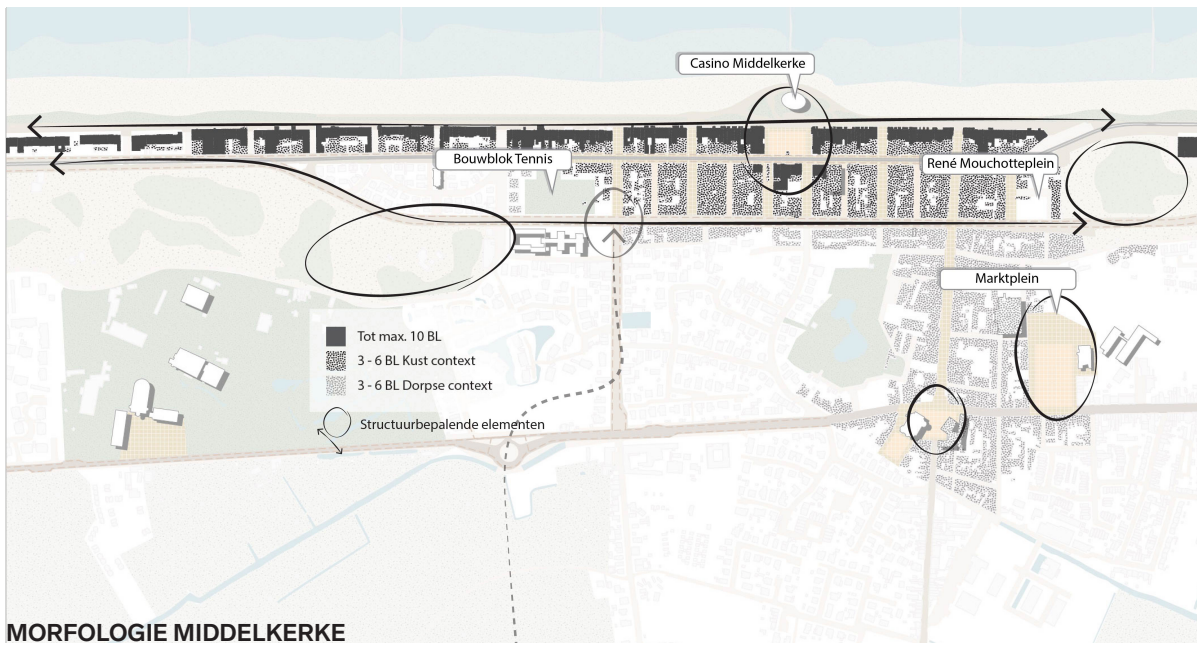 Casino Middelkerke
Bouwblok Tennis
René Mouchotteplein
Marktplein
Tot max. 10 BL
3 - 6 BL Kust context
3 - 6 BL Dorpse context
Structuurbepalende elementen
MORFOLOGIE MIDDELKERKE